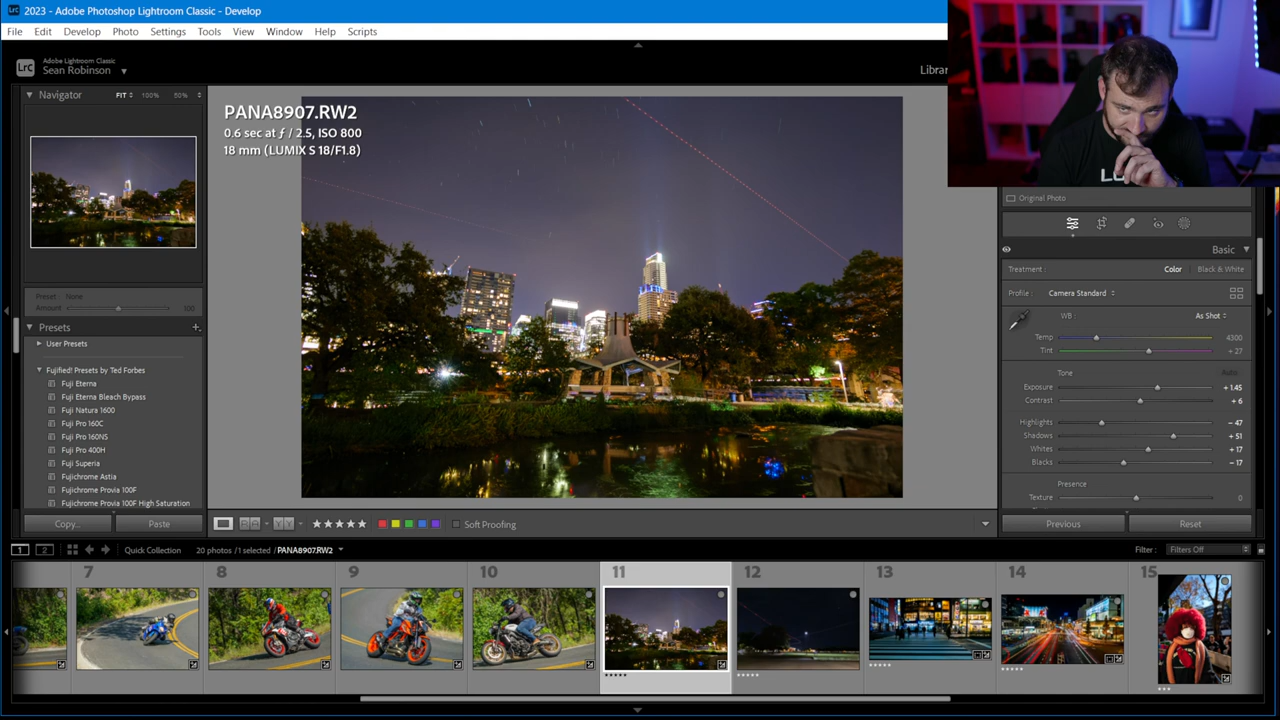 Lrc 2023 - Adobe Photoshop Lightroom Classic - Develop
File Edit Develop Photo Settings Tools View Window Help Scripts
Lrc
Adobe Lightroom Classic
Sean Robinson
Librar
Navigator FIT 100% 50%
Preset: None
Amount 100
Presets
User Presets
Fujified! Presets by Ted Forbes
Fuji Eterna
Fuji Eterna Bleach Bypass
Fuji Natura 1600
Fuji Pro 160C
Fuji Pro 160NS
Fuji Pro 400H
Fuji Superia
Fujichrome Astia
Fujichrome Provia 100F
Fujichrome Provia 100F High Saturation
Copy... Paste
PANA8907.RW2
0.6 sec at ƒ / 2.5, ISO 800
18 mm (LUMIX S 18/F1.8)
LU
Original Photo
Basic
Treatment : Color Black & White
Profile : Camera Standard
WB : As Shot
Temp 4300
Tint + 27
Tone Auto
Exposure + 1.45
Contrast + 6
Highlights - 47
Shadows + 51
Whites + 17
Blacks - 17
Presence
Texture 0
Previous Reset
RA YY Soft Proofing
1 2 Quick Collection 20 photos / 1 selected / PANA8907.RW2
Filter : Filters Off
7 8 9 10 11 12 13 14 15